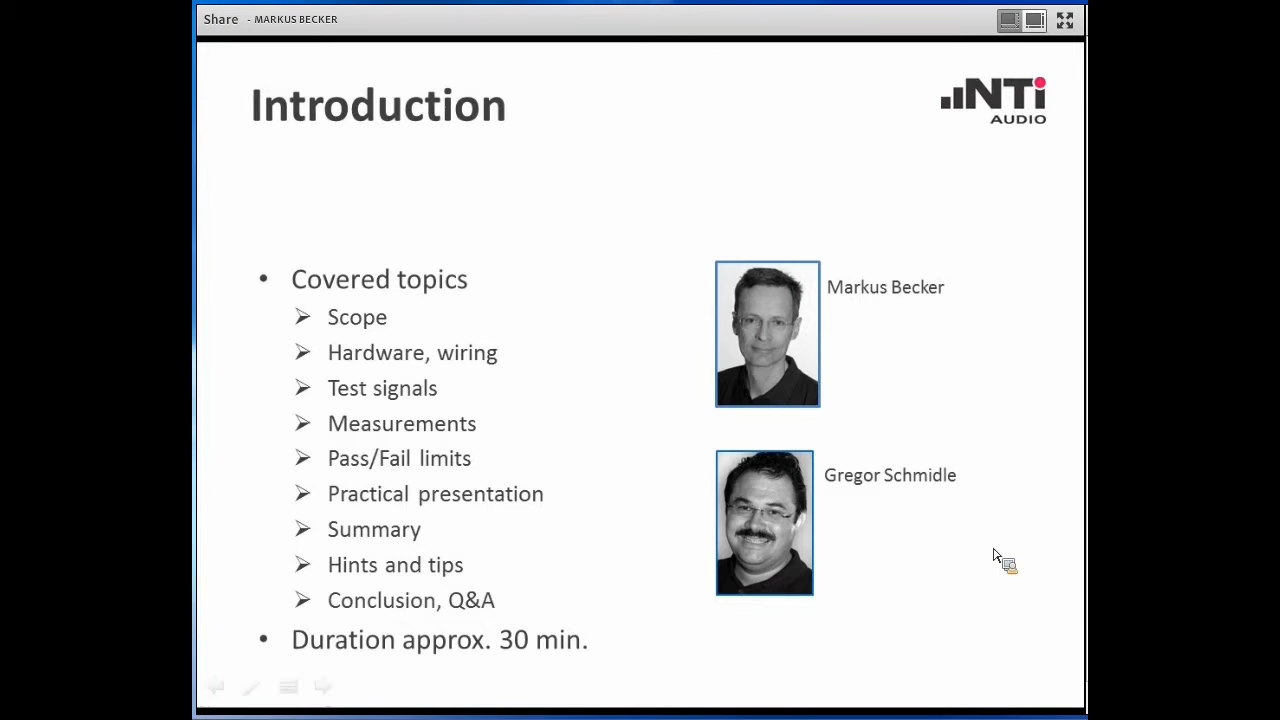 Share - MARKUS BECKER
Introduction
NTi
AUDIO
• Covered topics
➢ Scope
➢ Hardware, wiring
➢ Test signals
➢ Measurements
➢ Pass/Fail limits
➢ Practical presentation
➢ Summary
➢ Hints and tips
➢ Conclusion, Q&A
• Duration approx. 30 min.
Markus Becker
Gregor Schmidle